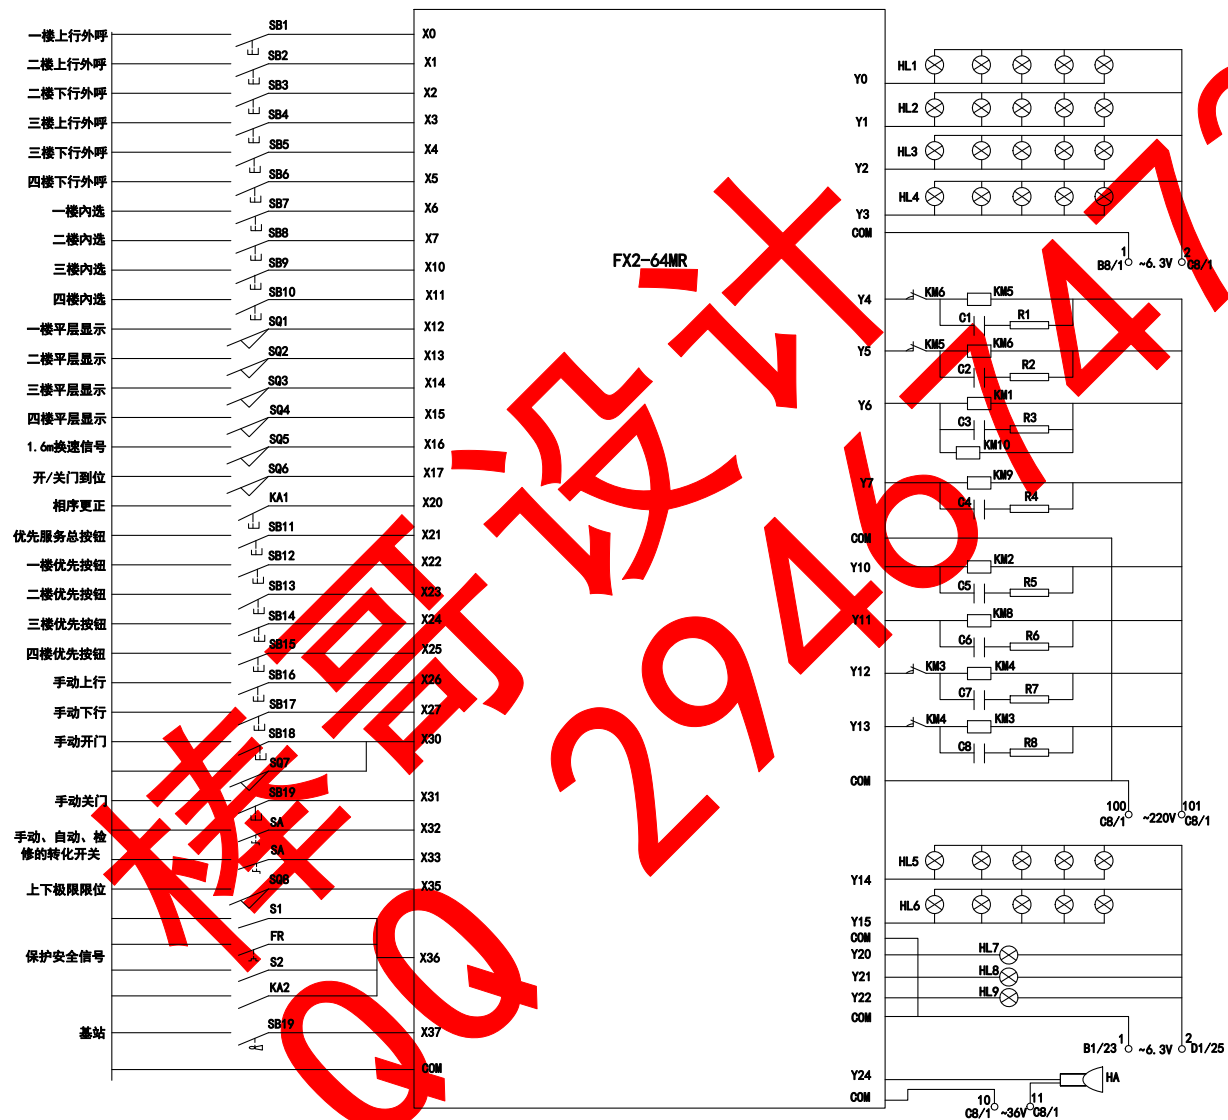 一楼上行外呼 SB1 X0
二楼上行外呼 SB2 X1
二楼下行外呼 SB3 X2
三楼上行外呼 SB4 X3
三楼下行外呼 SB5 X4
四楼下行外呼 SB6 X5
一楼内选 SB7 X6
二楼内选 SB8 X7
三楼内选 SB9 X10
四楼内选 SB10 X11
一楼平层显示 SQ1 X12
二楼平层显示 SQ2 X13
三楼平层显示 SQ3 X14
四楼平层显示 SQ4 X15
1.6m换速信号 SQ5 X16
开/关门到位 SQ6 X17
相序更正 KA1 X20
优先服务总按钮 SB11 X21
一楼优先按钮 SB12 X22
二楼优先按钮 SB13 X23
三楼优先按钮 SB14 X24
四楼优先按钮 SB15 X25
手动上行 SB16 X26
手动下行 SB17 X27
手动开门 SB18 X30
SQ7
手动关门 SB19 X31
手动、自动、检
修的转化开关
SA X32
SA X33
上下极限限位 SQ8 X35
S1
FR
保护安全信号 X36
S2
KA2
基站 SB19 X37
COM
FX2-64MR
HL1
Y0
HL2
Y1
HL3
Y2
HL4
Y3
COM
1 2
B8/1 ~6.3V C8/1
Y4 KM6 KM5
C1 R1
Y5 KM5 KM6
C2 R2
Y6 KM1
C3 R3
KM10
Y7 KM9
C4 R4
COM
Y10 KM2
C5 R5
Y11 KM8
C6 R6
Y12 KM3 KM4
C7 R7
Y13 KM4 KM3
C8 R8
COM
100 101
C8/1 ~220V C8/1
HL5
Y14
HL6
Y15
COM
Y20 HL7
Y21 HL8
Y22 HL9
COM
1 2
B1/23 ~6.3V D1/25
Y24 HA
COM
10 11
C8/1 ~36V C8/1
榛哥设计
QQ 29467472